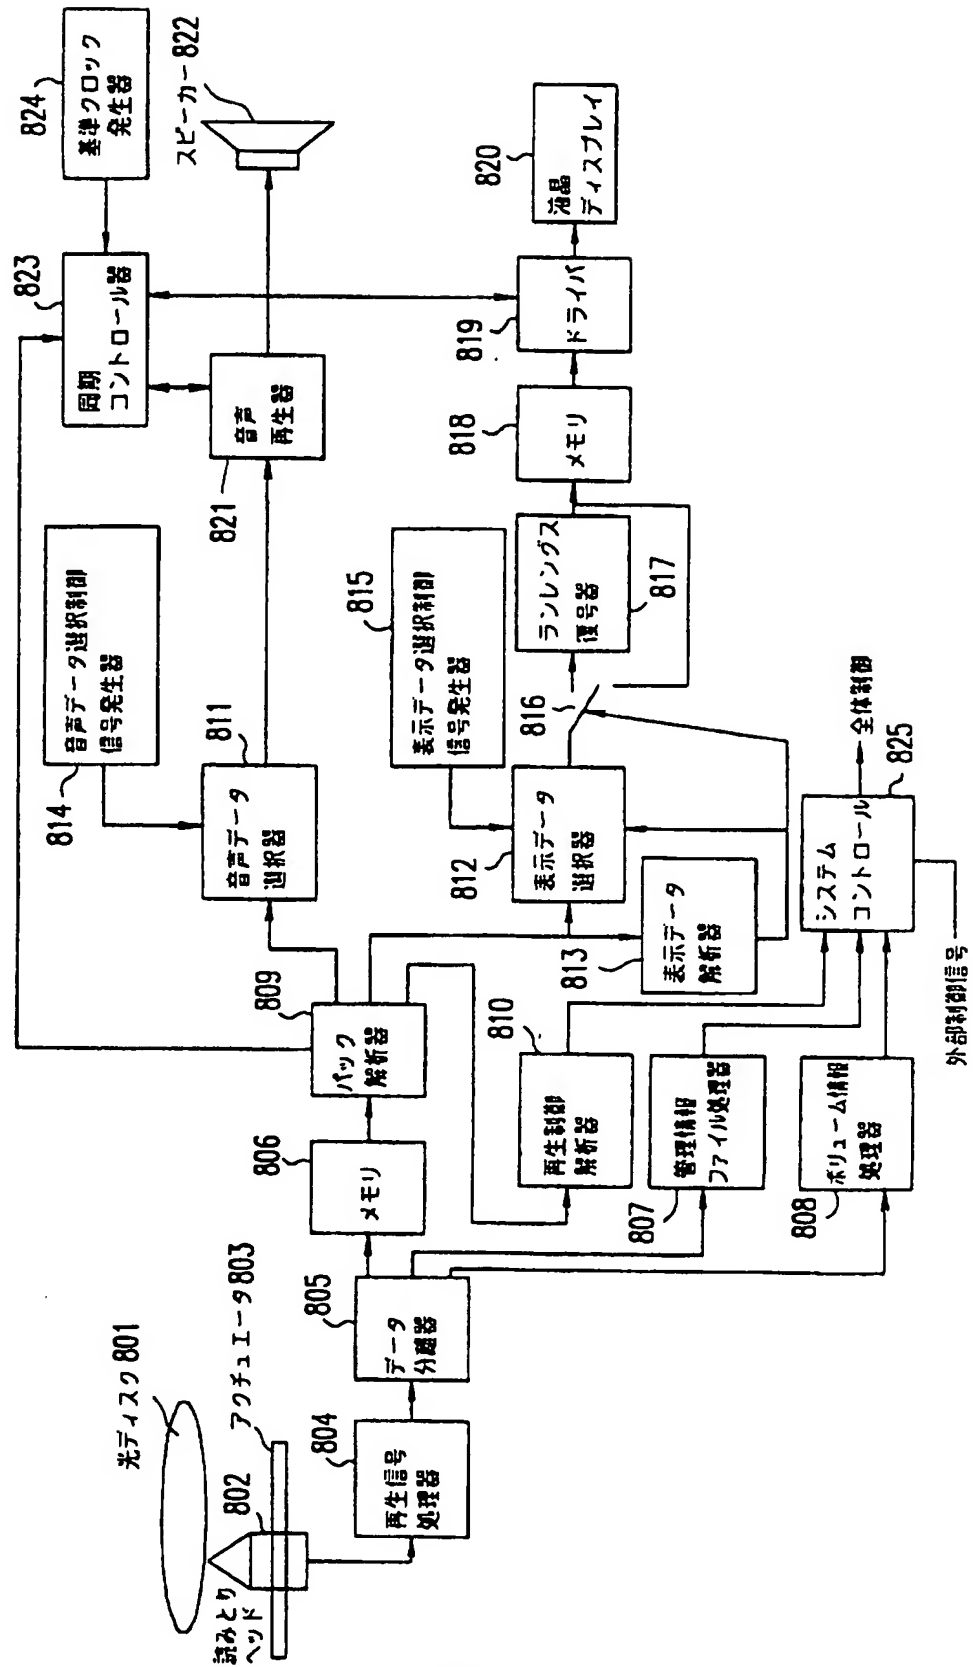 光ディスク801
読みとり
ヘッド
802
アクチュエータ803
804
再生信号
処理器
805
データ
分離器
806
メモリ
809
パック
解析器
810
再生制御
解析器
807
管理情報
ファイル処理器
808
ボリューム情報
処理器
814
音声データ選択制御
信号発生器
811
音声データ
選択器
815
表示データ選択制御
信号発生器
812
表示データ
選択器
813
表示データ
解析器
816
817
ランレングス
復号器
818
メモリ
819
ドライバ
820
液晶
ディスプレイ
821
音声
再生器
スピーカー822
823
同期
コントロール器
824
基準クロック
発生器
システム
コントロール
825
全体制御
外部制御信号